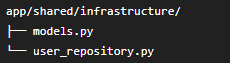 app/shared/infrastructure/
├── models.py
└── user_repository.py